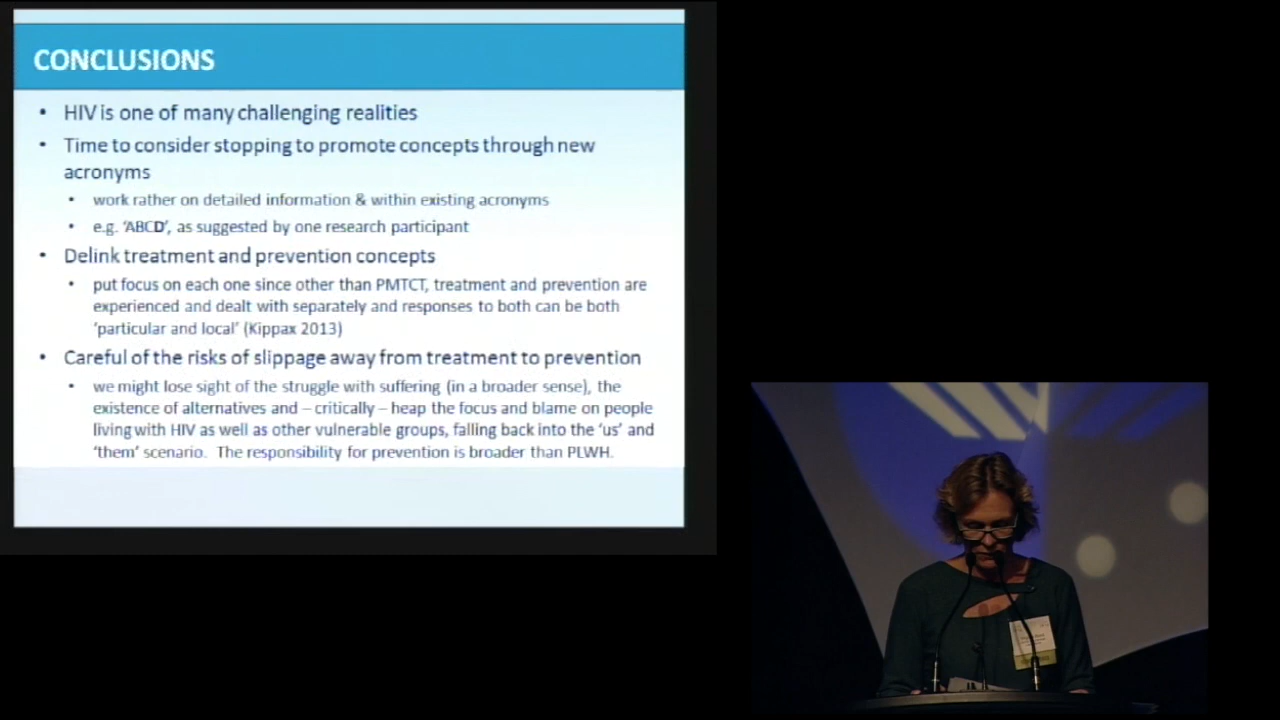 CONCLUSIONS
• HIV is one of many challenging realities
• Time to consider stopping to promote concepts through new
acronyms
• work rather on detailed information & within existing acronyms
• e.g. 'ABCD', as suggested by one research participant
• Delink treatment and prevention concepts
• put focus on each one since other than PMTCT, treatment and prevention are
experienced and dealt with separately and responses to both can be both
'particular and local' (Kippax 2013)
• Careful of the risks of slippage away from treatment to prevention
• we might lose sight of the struggle with suffering (in a broader sense), the
existence of alternatives and – critically – heap the focus and blame on people
living with HIV as well as other vulnerable groups, falling back into the 'us' and
'them' scenario. The responsibility for prevention is broader than PLWH.